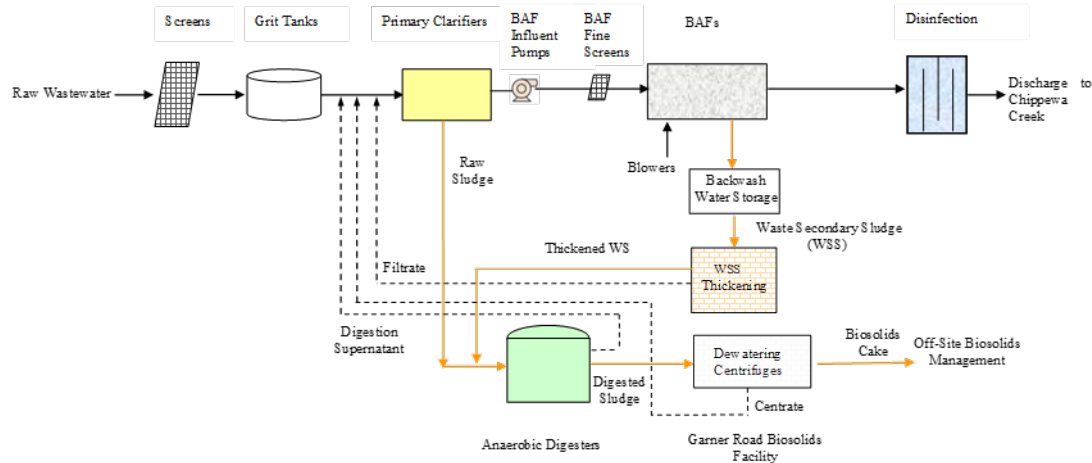 Screens
Grit Tanks
Primary Clarifiers
BAF
Influent
Pumps
BAF
Fine
Screens
BAFs
Disinfection
Raw Wastewater
Discharge to
Chippewa
Creek
Raw
Sludge
Blowers
Backwash
Water Storage
Waste Secondary Sludge
(WSS)
Thickened WS
Filtrate
WSS
Thickening
Digestion
Supernatant
Dewatering
Centrifuges
Biosolids
Cake
Off-Site Biosolids
Management
Digested
Sludge
Centrate
Anaerobic Digesters
Garner Road Biosolids
Facility